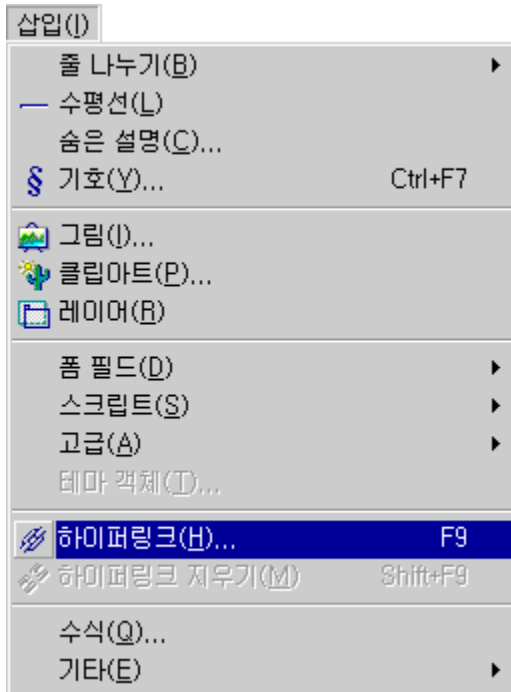 삽입(I)
줄 나누기(B)
수평선(L)
숨은 설명(C)...
기호(Y)... Ctrl+F7
그림(I)...
클립아트(P)...
레이어(R)
폼 필드(D)
스크립트(S)
고급(A)
테마 객체(T)...
하이퍼링크(H)... F9
하이퍼링크 지우기(M) Shift+F9
수식(Q)...
기타(E)